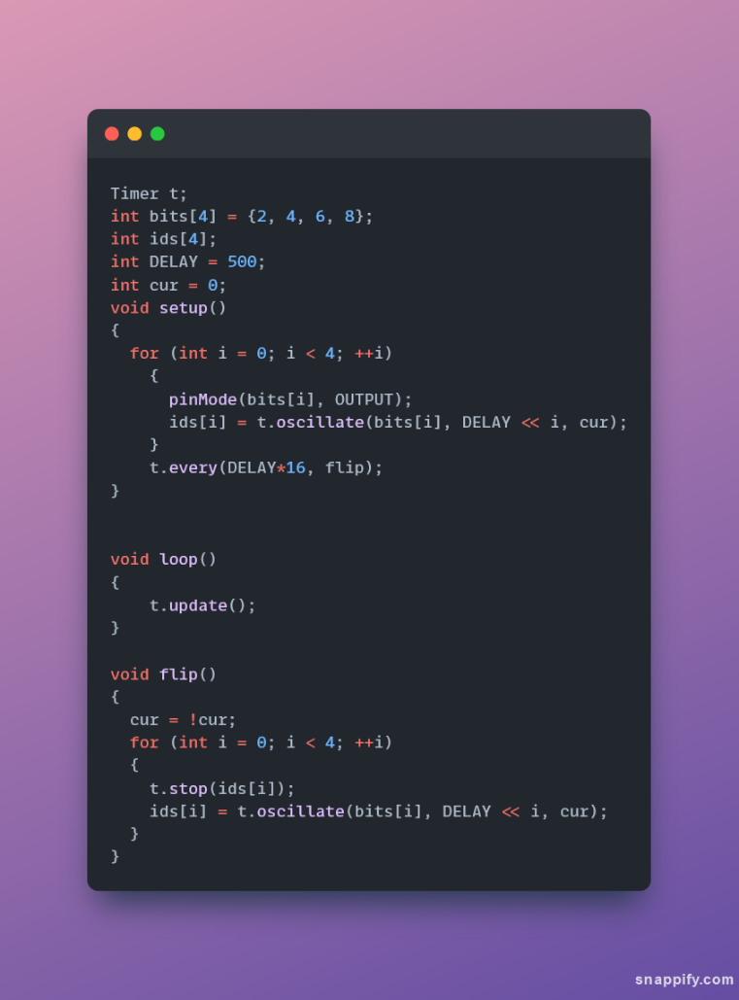 Timer t;
int bits[4] = {2, 4, 6, 8};
int ids[4];
int DELAY = 500;
int cur = 0;
void setup()
{
  for (int i = 0; i < 4; ++i)
    {
      pinMode(bits[i], OUTPUT);
      ids[i] = t.oscillate(bits[i], DELAY << i, cur);
    }
    t.every(DELAY*16, flip);
}
void loop()
{
    t.update();
}
void flip()
{
  cur = !cur;
  for (int i = 0; i < 4; ++i)
  {
    t.stop(ids[i]);
    ids[i] = t.oscillate(bits[i], DELAY << i, cur);
  }
}
snappify.com